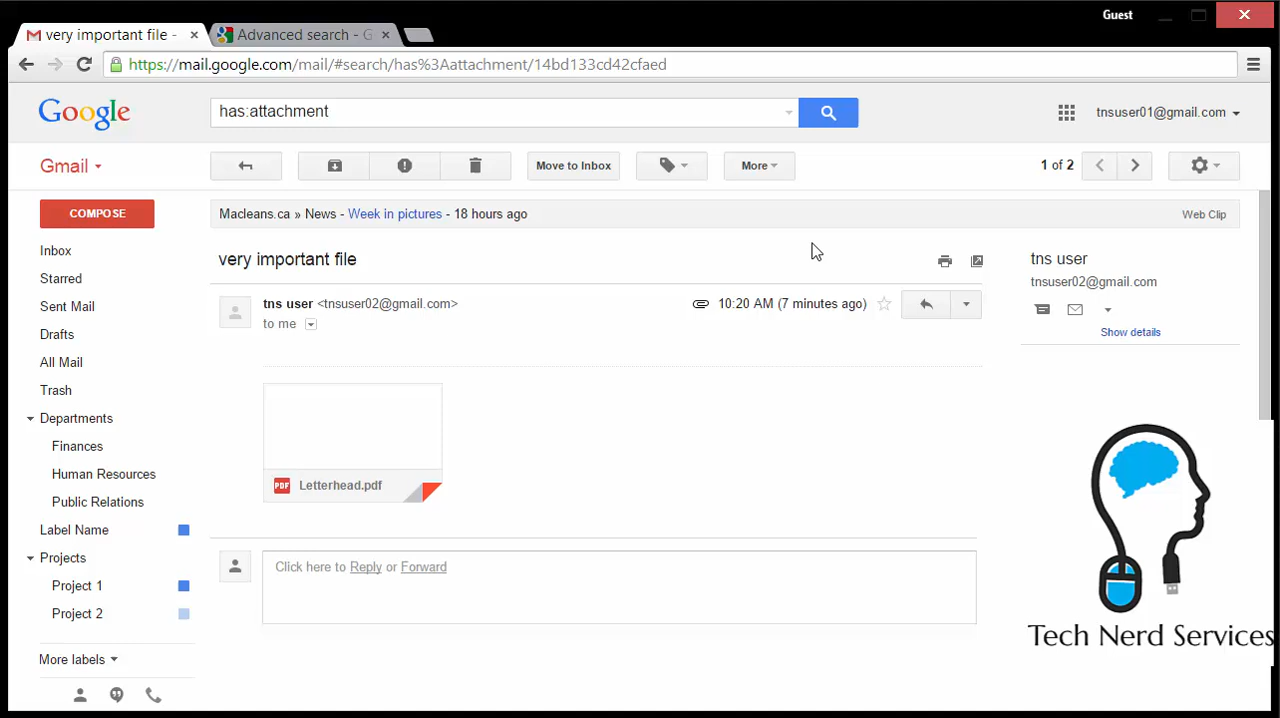 Guest
very important file -
Advanced search - G
https://mail.google.com/mail/#search/has%3Aattachment/14bd133cd42cfaed
Google
has:attachment
tnsuser01@gmail.com
Gmail
Move to Inbox
More
1 of 2
COMPOSE
Macleans.ca » News - Week in pictures - 18 hours ago
Web Clip
Inbox
Starred
Sent Mail
Drafts
All Mail
Trash
Departments
Finances
Human Resources
Public Relations
Label Name
Projects
Project 1
Project 2
More labels
very important file
tns user <tnsuser02@gmail.com>
10:20 AM (7 minutes ago)
to me
PDF
Letterhead.pdf
Click here to Reply or Forward
tns user
tnsuser02@gmail.com
Show details
Tech Nerd Services